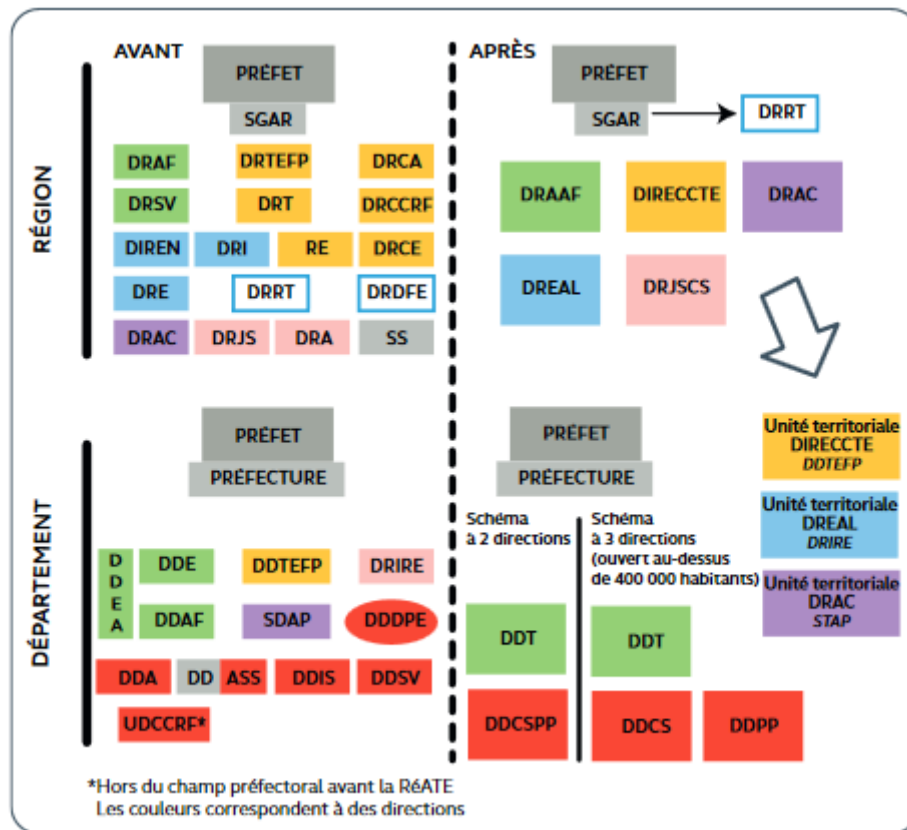 AVANT
APRÈS
RÉGION
PRÉFET
SGAR
DRAF
DRTEFP
DRCA
DRSV
DRT
DRCCRF
DIREN
DRI
RE
DRCE
DRE
DRRT
DRDFE
DRAC
DRJS
DRA
SS
PRÉFET
SGAR
DRRT
DRAAF
DIRECCTE
DRAC
DREAL
DRJSCS
DÉPARTEMENT
PRÉFET
PRÉFECTURE
DDEA
DDE
DDTEFP
DRIRE
DDAF
SDAP
DDDPE
DDA
DD ASS
DDIS
DDSV
UDCCRF*
PRÉFET
PRÉFECTURE
Schéma
à 2 directions
Schéma
à 3 directions
(ouvert au-dessus
de 400 000 habitants)
DDT
DDCSPP
DDT
DDCS
DDPP
Unité territoriale
DIRECCTE
DDTEFP
Unité territoriale
DREAL
DRIRE
Unité territoriale
DRAC
STAP
*Hors du champ préfectoral avant la RéATE
Les couleurs correspondent à des directions